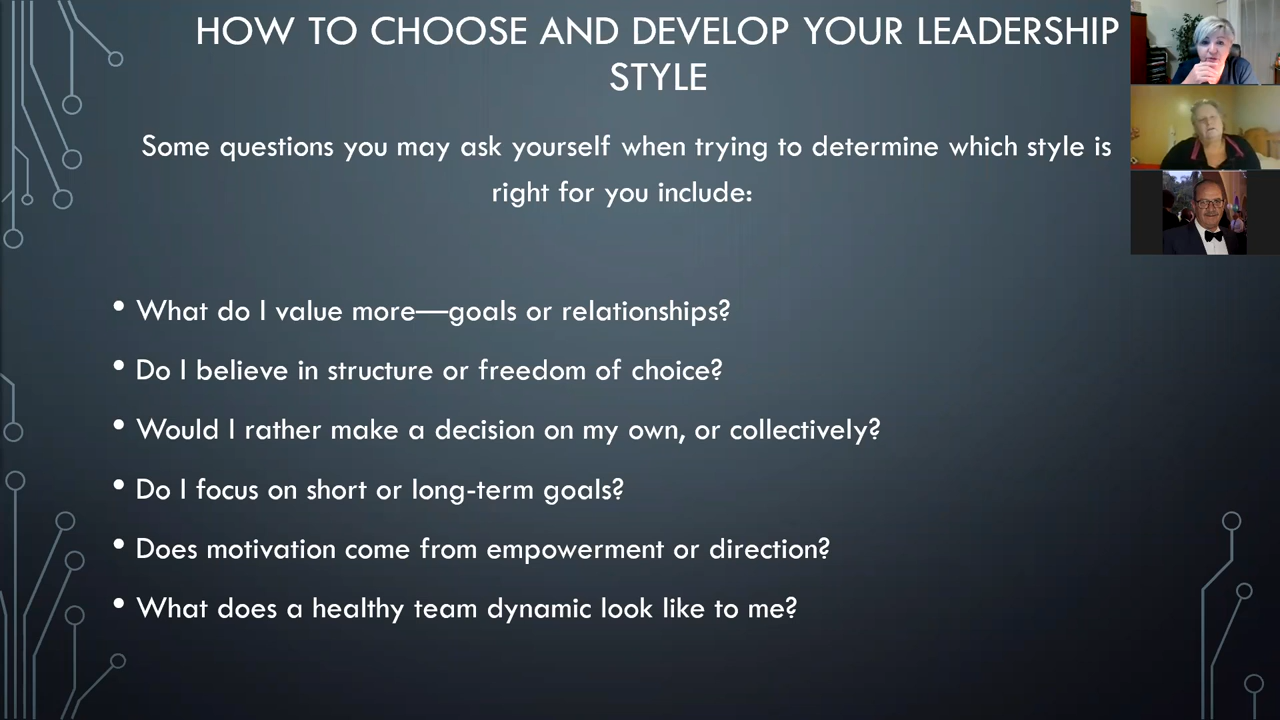 HOW TO CHOOSE AND DEVELOP YOUR LEADERSHIP
STYLE
Some questions you may ask yourself when trying to determine which style is
right for you include:
• What do I value more—goals or relationships?
• Do I believe in structure or freedom of choice?
• Would I rather make a decision on my own, or collectively?
• Do I focus on short or long-term goals?
• Does motivation come from empowerment or direction?
• What does a healthy team dynamic look like to me?